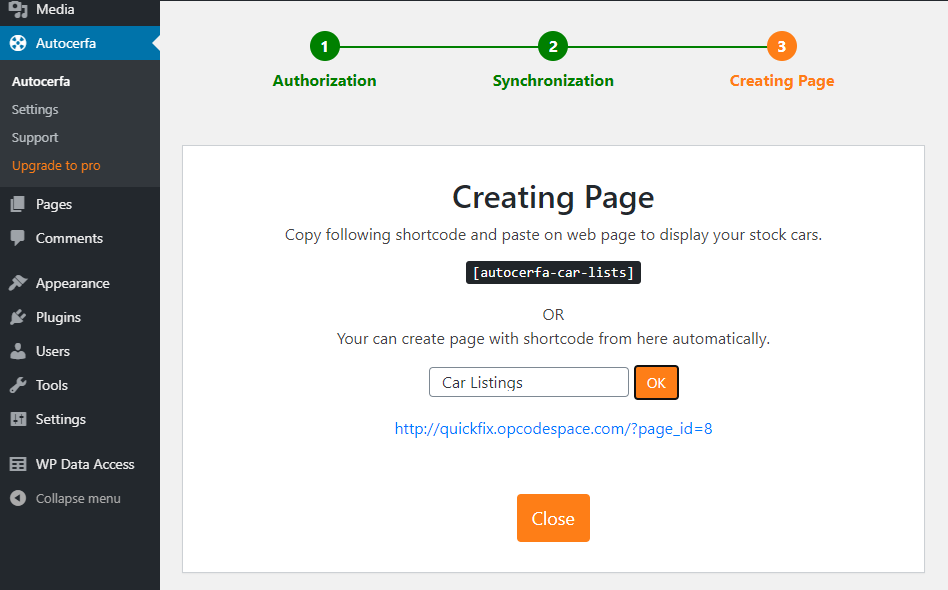 Media
Autocerfa
Autocerfa
Settings
Support
Upgrade to pro
Pages
Comments
Appearance
Plugins
Users
Tools
Settings
WP Data Access
Collapse menu
1 2 3
Authorization Synchronization Creating Page
Creating Page
Copy following shortcode and paste on web page to display your stock cars.
[autocerfa-car-lists]
OR
Your can create page with shortcode from here automatically.
Car Listings OK
http://quickfix.opcodespace.com/?page_id=8
Close